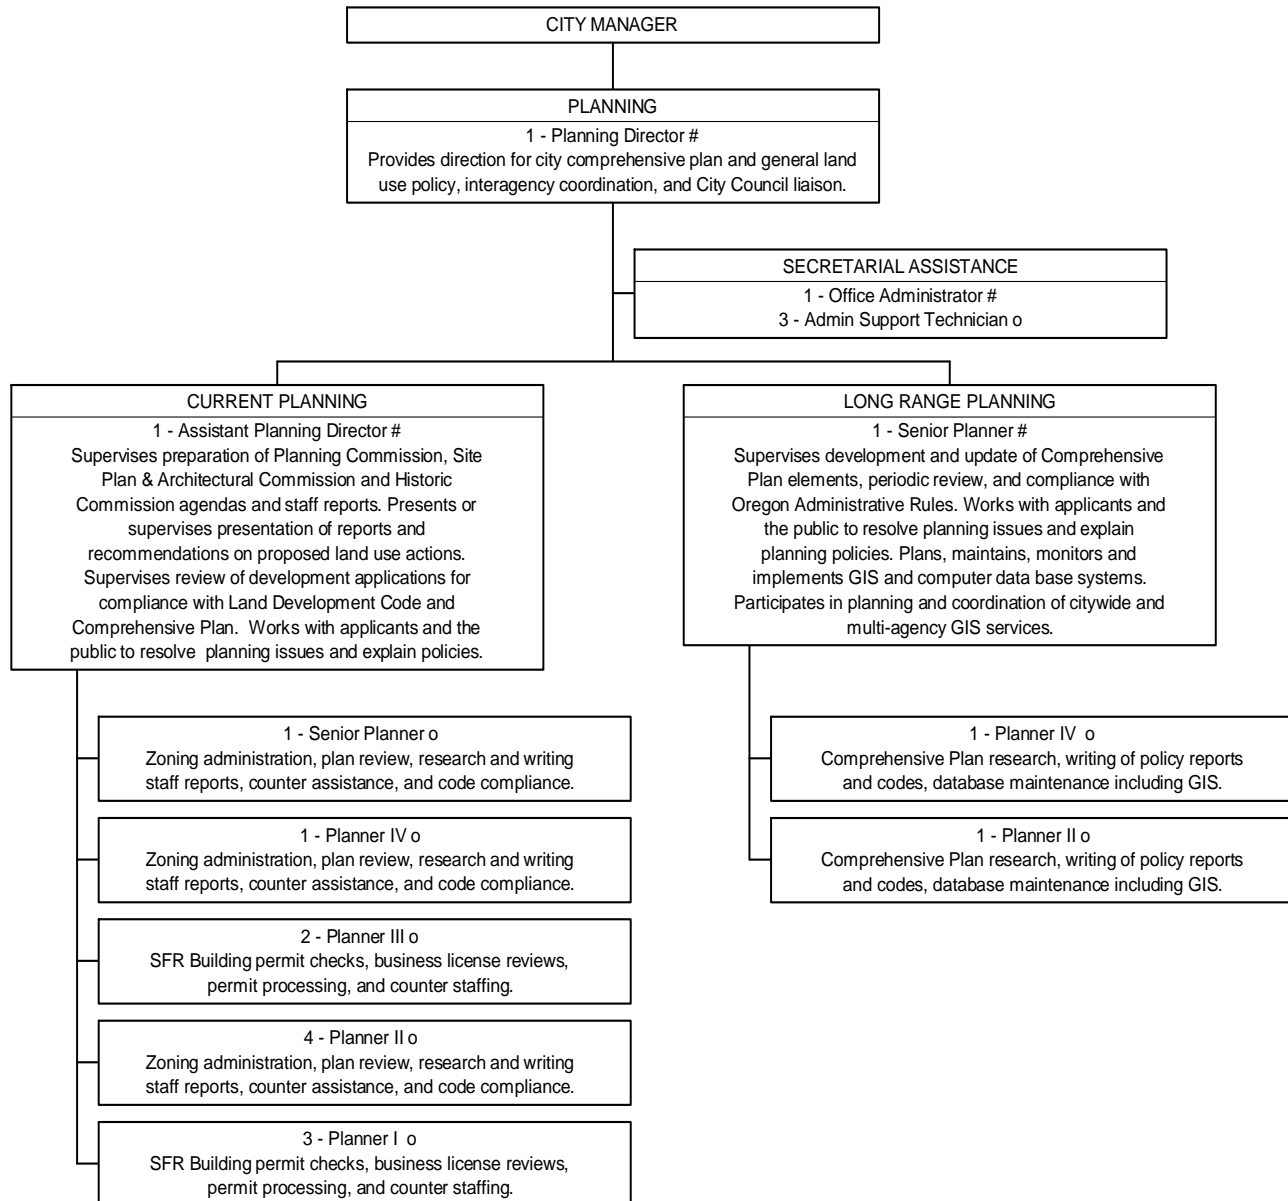 CITY MANAGER
PLANNING
1 - Planning Director #
Provides direction for city comprehensive plan and general land
use policy, interagency coordination, and City Council liaison.
SECRETARIAL ASSISTANCE
1 - Office Administrator #
3 - Admin Support Technician o
CURRENT PLANNING
1 - Assistant Planning Director #
Supervises preparation of Planning Commission, Site
Plan & Architectural Commission and Historic
Commission agendas and staff reports. Presents or
supervises presentation of reports and
recommendations on proposed land use actions.
Supervises review of development applications for
compliance with Land Development Code and
Comprehensive Plan.  Works with applicants and the
public to resolve  planning issues and explain policies.
1 - Senior Planner o
Zoning administration, plan review, research and writing
staff reports, counter assistance, and code compliance.
1 - Planner IV o
Zoning administration, plan review, research and writing
staff reports, counter assistance, and code compliance.
2 - Planner III o
SFR Building permit checks, business license reviews,
permit processing, and counter staffing.
4 - Planner II o
Zoning administration, plan review, research and writing
staff reports, counter assistance, and code compliance.
3 - Planner I  o
SFR Building permit checks, business license reviews,
permit processing, and counter staffing.
LONG RANGE PLANNING
1 - Senior Planner #
Supervises development and update of Comprehensive
Plan elements, periodic review, and compliance with
Oregon Administrative Rules. Works with applicants and
the public to resolve planning issues and explain
planning policies. Plans, maintains, monitors and
implements GIS and computer data base systems.
Participates in planning and coordination of citywide and
multi-agency GIS services.
1 - Planner IV  o
Comprehensive Plan research, writing of policy reports
and codes, database maintenance including GIS.
1 - Planner II o
Comprehensive Plan research, writing of policy reports
and codes, database maintenance including GIS.